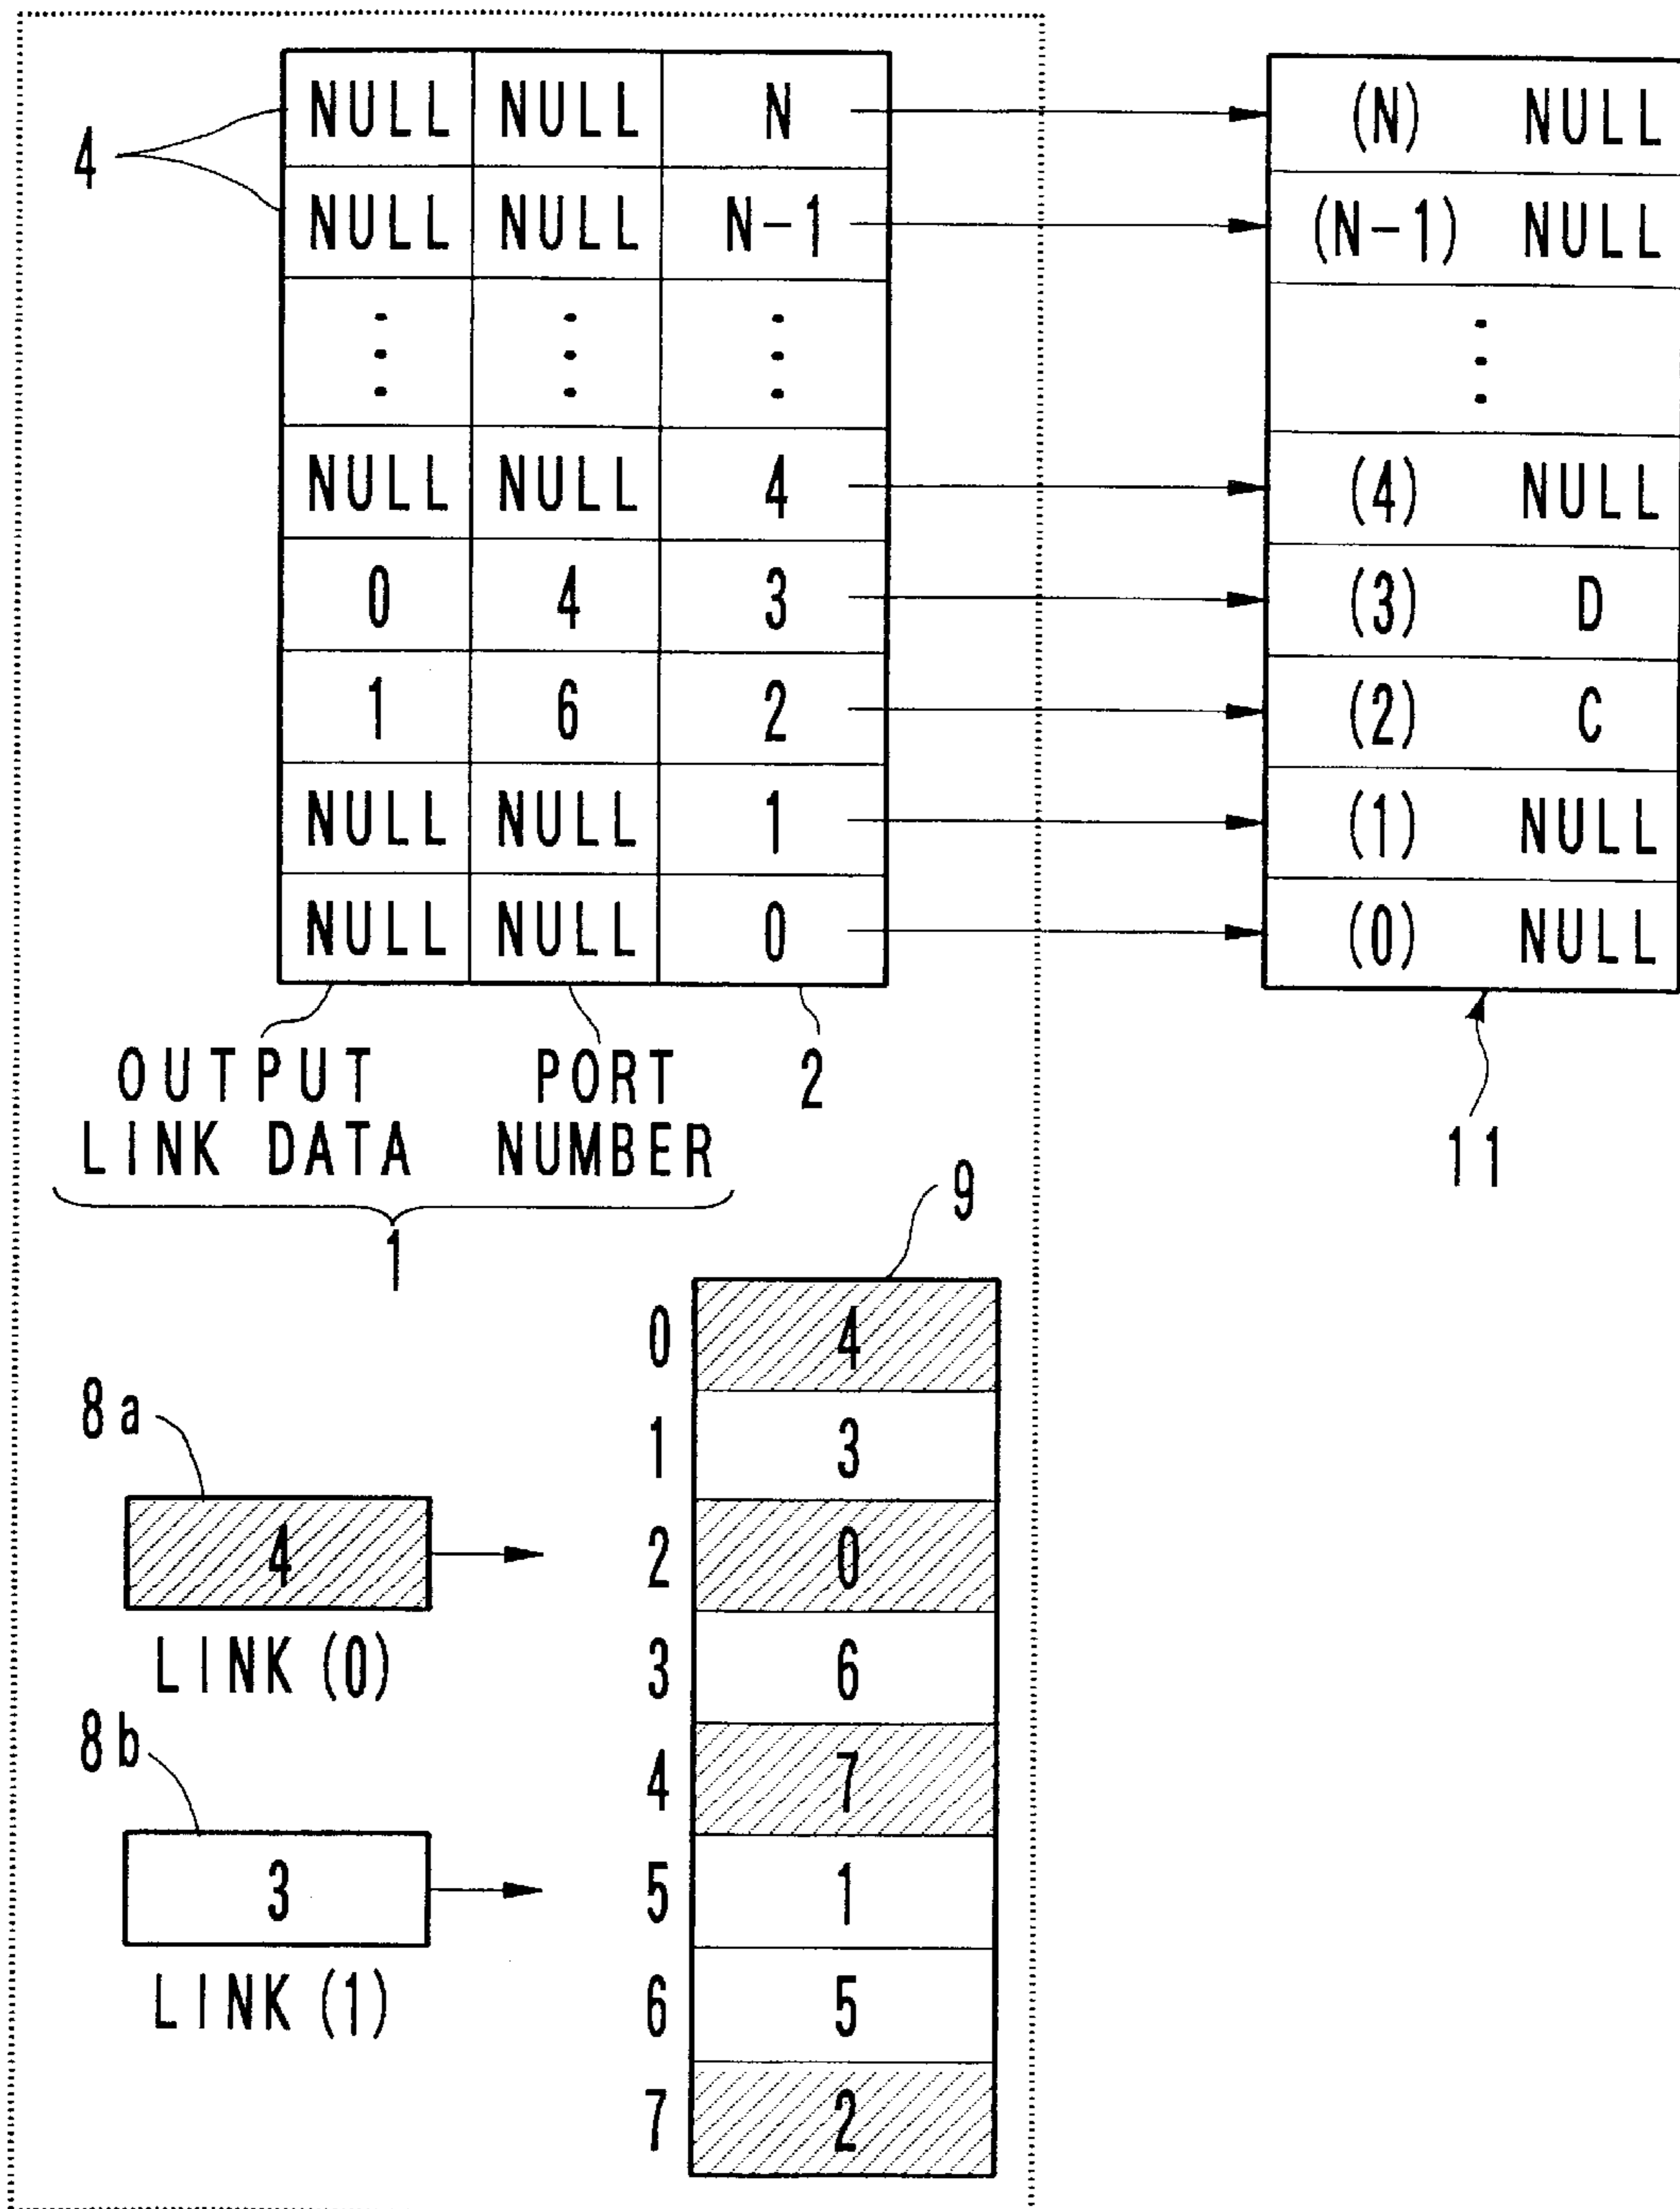 NULL NULL N (N) NULL
4
NULL NULL N-1 (N-1) NULL
NULL NULL 4 (4) NULL
0 4 3 (3) D
1 6 2 (2) C
NULL NULL 1 (1) NULL
NULL NULL 0 (0) NULL
OUTPUT LINK DATA
PORT NUMBER
2
11
1
9
0 4
1 3
2 0
3 6
4 7
5 1
6 5
7 2
8a
4
LINK (0)
8b
3
LINK (1)